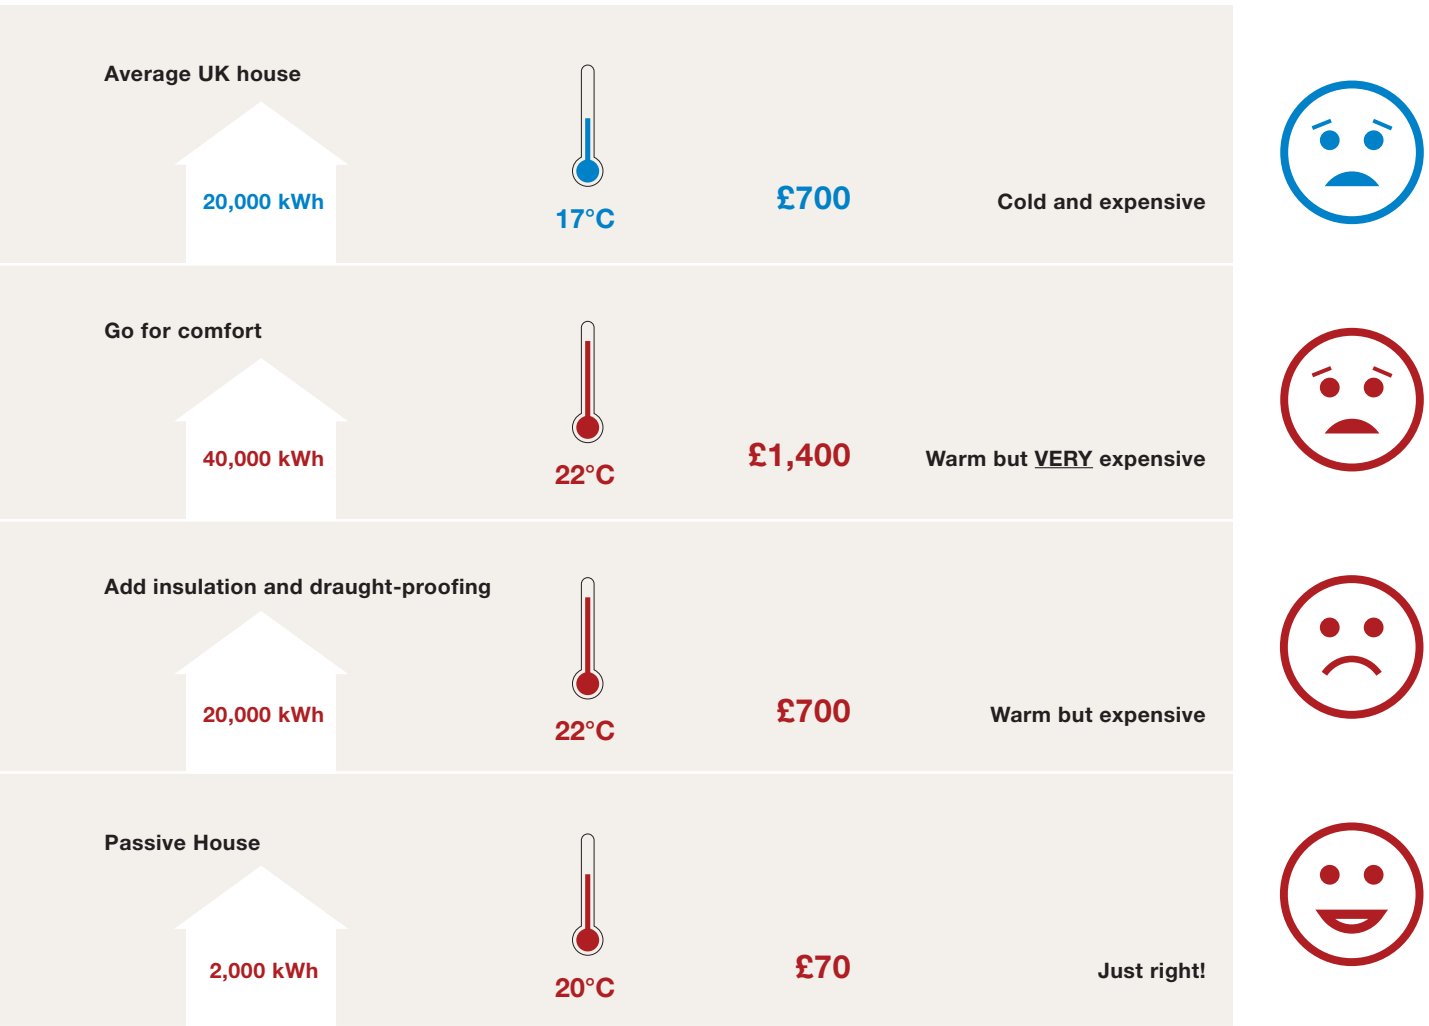 Average UK house
20,000 kWh
17°C
£700
Cold and expensive
Go for comfort
40,000 kWh
22°C
£1,400
Warm but VERY expensive
Add insulation and draught-proofing
20,000 kWh
22°C
£700
Warm but expensive
Passive House
2,000 kWh
20°C
£70
Just right!